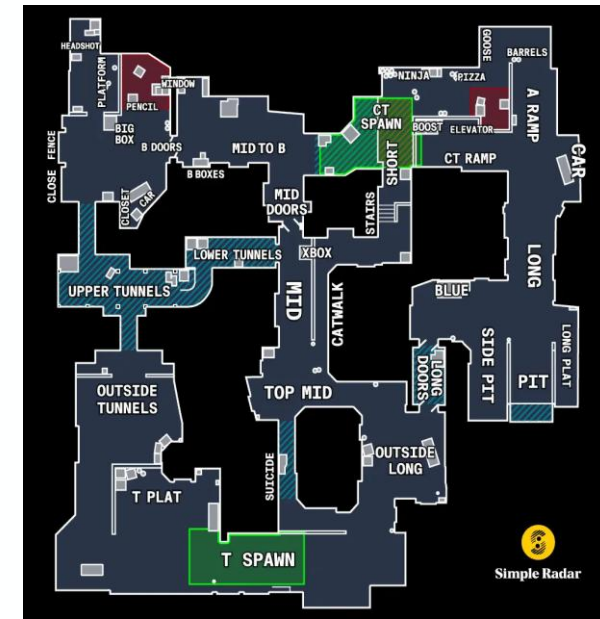 HEADSHOT
PLATFORM
WINDOW
PENCIL
BIG
BOX
B DOORS
MID TO B
B BOXES
CLOSE FENCE
CLOSET
CAR
GOOSE
BARRELS
NINJA
PIZZA
CT
SPAWN
BOOST
ELEVATOR
A RAMP
CT RAMP
CAR
SHORT
STAIRS
MID
DOORS
LOWER TUNNELS
XBOX
UPPER TUNNELS
MID
CATWALK
LONG
BLUE
LONG
DOORS
SIDE PIT
PIT
LONG PLAT
OUTSIDE
TUNNELS
TOP MID
SUICIDE
OUTSIDE
LONG
T PLAT
T SPAWN
Simple Radar